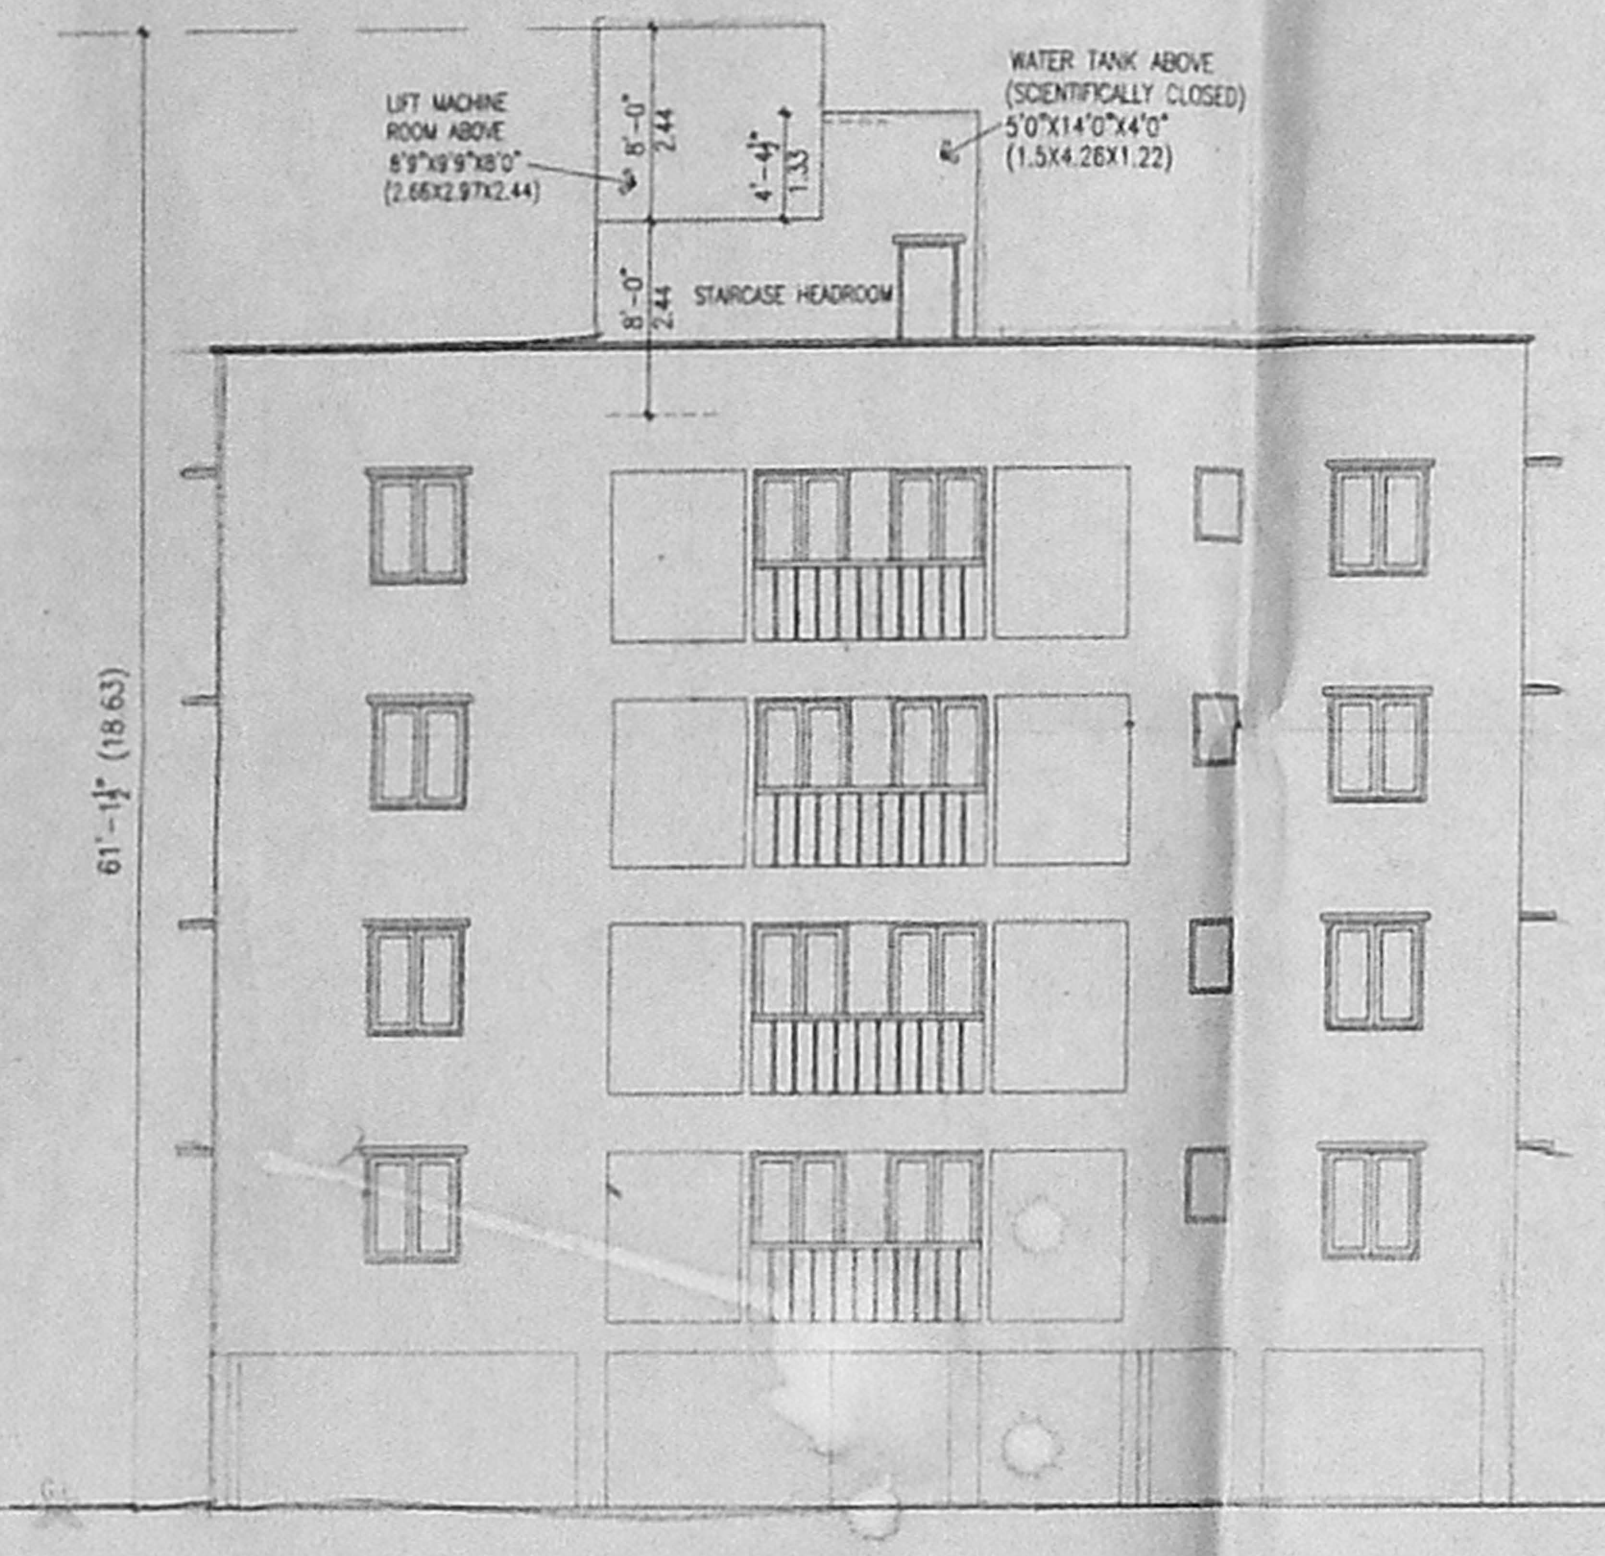 LIFT MACHINE
ROOM ABOVE
8'9"X9'9"X8'0"
(2.66X2.97X2.44)
8'-0"
2.44
4'-4½"
1.33
WATER TANK ABOVE
(SCIENTIFICALLY CLOSED)
5'0"X14'0"X4'0"
(1.5X4.26X1.22)
8'-0"
2.44
STAIRCASE HEADROOM
61'-1½" (18.63)